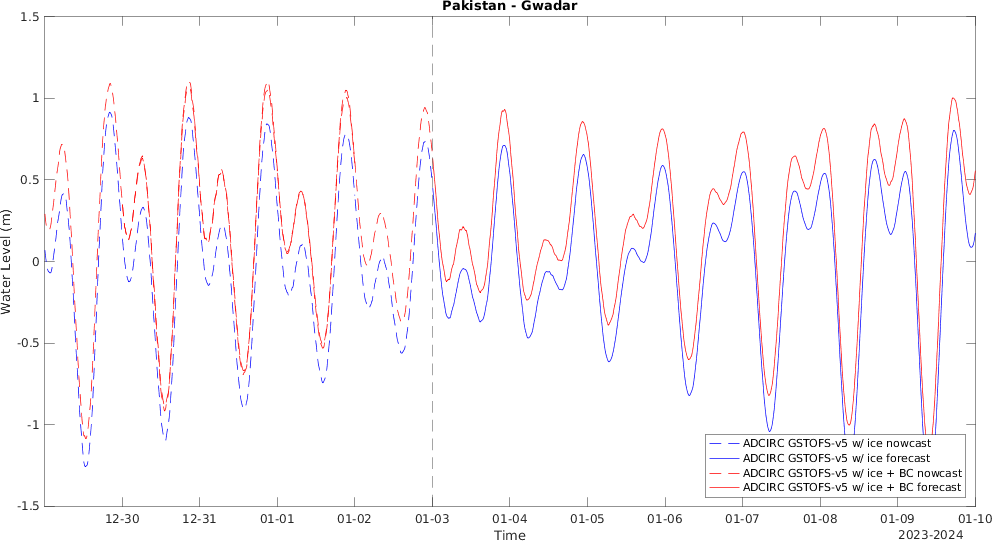 Pakistan - Gwadar
1.5
1
0.5
0
-0.5
-1
-1.5
Water Level (m)
ADCIRC GSTOFS-v5 w/ ice nowcast
ADCIRC GSTOFS-v5 w/ ice forecast
ADCIRC GSTOFS-v5 w/ ice + BC nowcast
ADCIRC GSTOFS-v5 w/ ice + BC forecast
12-30 12-31 01-01 01-02 01-03 01-04 01-05 01-06 01-07 01-08 01-09 01-10
Time
2023-2024